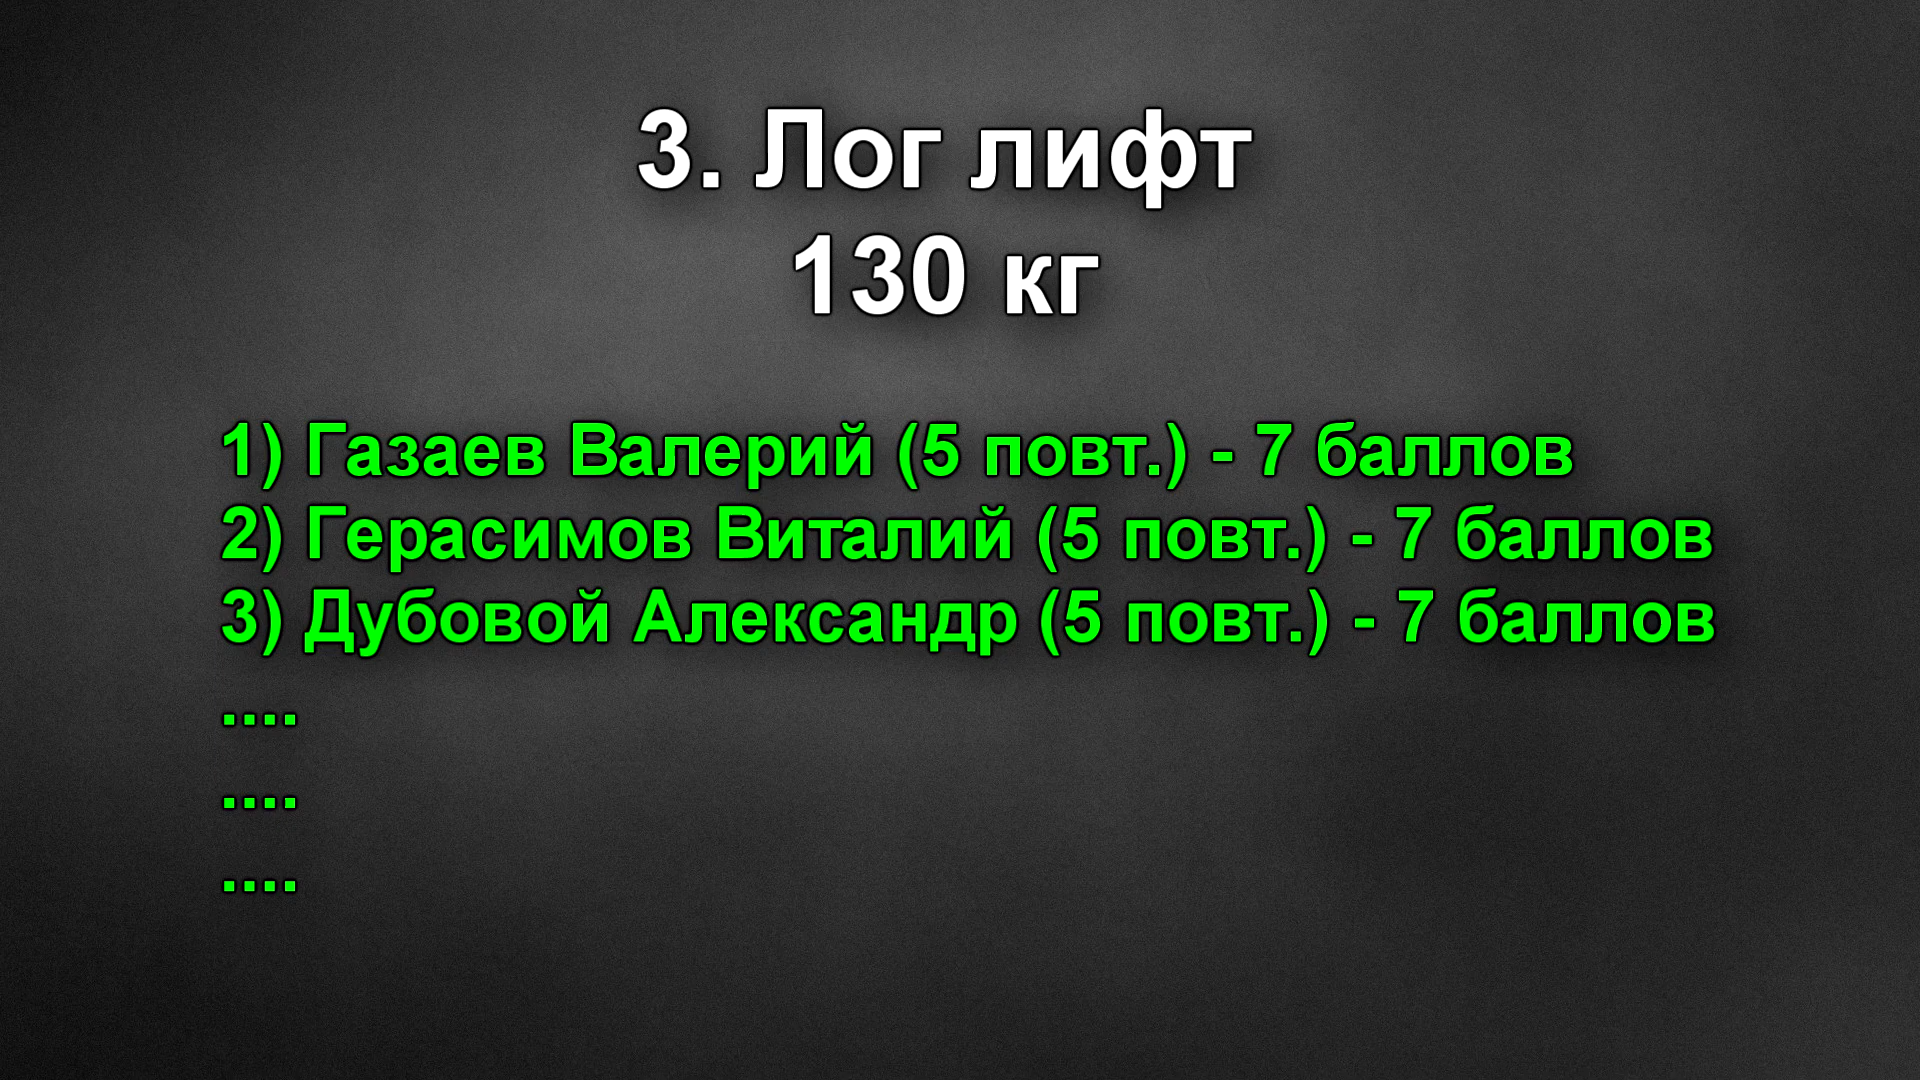 3. Лог лифт
130 кг
1) Газаев Валерий (5 повт.) - 7 баллов
2) Герасимов Виталий (5 повт.) - 7 баллов
3) Дубовой Александр (5 повт.) - 7 баллов
....
....
....